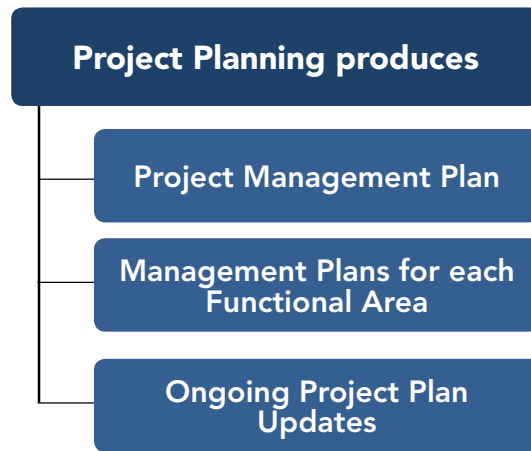 Project Planning produces
Project Management Plan
Management Plans for each
Functional Area
Ongoing Project Plan
Updates